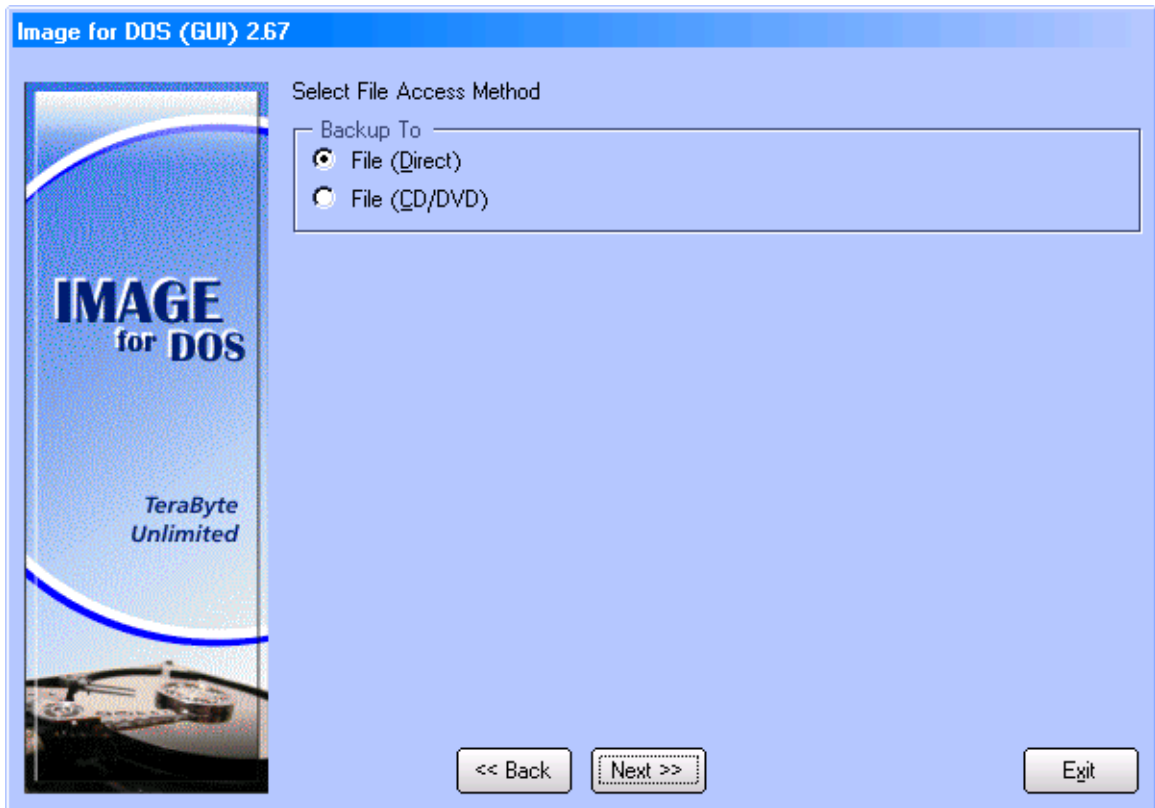 Image for DOS (GUI) 2.67
Select File Access Method
Backup To
File (Direct)
File (CD/DVD)
IMAGE
for DOS
TeraByte
Unlimited
<< Back
Next >>
Exit